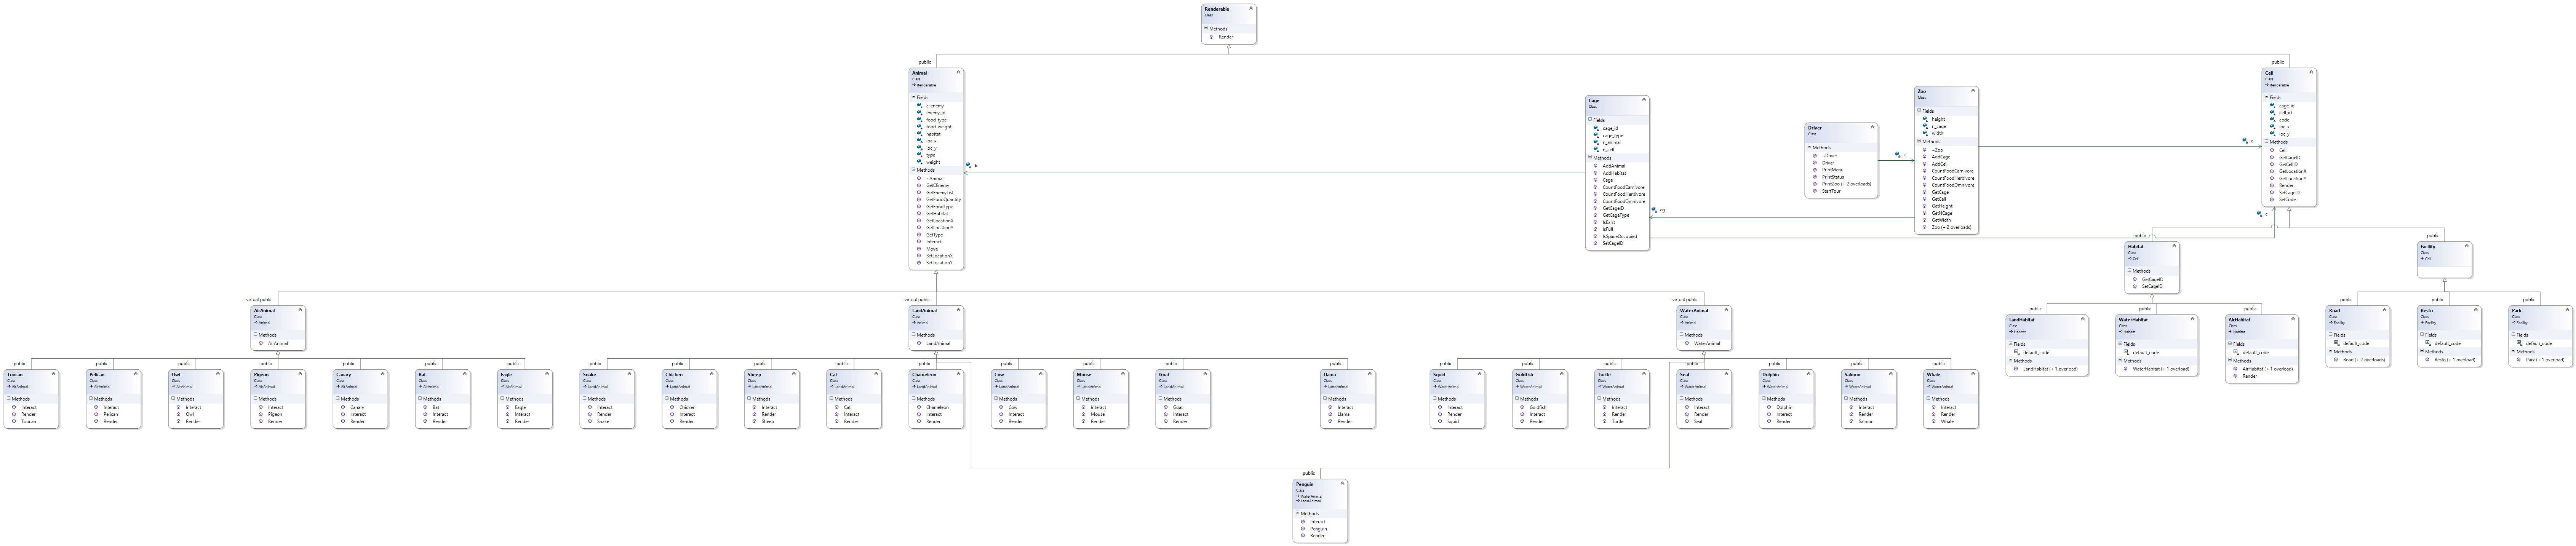 Renderable
Class
Methods
Render
public
public
Animal
Class
Renderable
Fields
c_enemy
enemy_id
food_type
food_weight
habitat
loc_x
loc_y
type
weight
Methods
~Animal
GetCEnemy
GetEnemyList
GetFoodQuantity
GetFoodType
GetHabitat
GetLocationX
GetLocationY
GetType
Interact
Move
SetLocationX
SetLocationY
a
Cage
Class
Fields
cage_id
cage_type
n_animal
n_cell
Methods
AddAnimal
AddHabitat
Cage
CountFoodCarnivore
CountFoodHerbivore
CountFoodOmnivore
GetCageID
GetCageType
IsExist
IsFull
IsSpaceOccupied
SetCageID
cg
Driver
Class
Methods
~Driver
Driver
PrintMenu
PrintStatus
PrintZoo (+ 2 overloads)
StartTour
Zoo
Class
Fields
height
n_cage
width
Methods
~Zoo
AddCage
AddCell
CountFoodCarnivore
CountFoodHerbivore
CountFoodOmnivore
GetCage
GetCell
GetHeight
GetNCage
GetWidth
Zoo (+ 2 overloads)
Cell
Class
Renderable
Fields
cage_id
cell_id
code
loc_x
loc_y
Methods
Cell
GetCageID
GetCellID
GetLocationX
GetLocationY
Render
SetCageID
SetCode
public
public
Habitat
Class
Cell
Methods
GetCageID
SetCageID
Facility
Class
Cell
virtual public
virtual public
virtual public
AirAnimal
Class
Animal
Methods
AirAnimal
LandAnimal
Class
Animal
Methods
LandAnimal
WaterAnimal
Class
Animal
Methods
WaterAnimal
public
public
public
public
public
public
LandHabitat
Class
Habitat
Fields
default_code
Methods
LandHabitat (+ 1 overload)
WaterHabitat
Class
Habitat
Fields
default_code
Methods
WaterHabitat (+ 1 overload)
AirHabitat
Class
Habitat
Fields
default_code
Methods
AirHabitat (+ 1 overload)
Render
Road
Class
Facility
Fields
default_code
Methods
Road (+ 2 overloads)
Resto
Class
Facility
Fields
default_code
Methods
Resto (+ 1 overload)
Park
Class
Facility
Fields
default_code
Methods
Park (+ 1 overload)
public
Toucan
Class
AirAnimal
Methods
Interact
Render
Toucan
public
Pelican
Class
AirAnimal
Methods
Interact
Pelican
Render
public
Owl
Class
AirAnimal
Methods
Interact
Owl
Render
public
Pigeon
Class
AirAnimal
Methods
Interact
Pigeon
Render
public
Canary
Class
AirAnimal
Methods
Canary
Interact
Render
public
Bat
Class
AirAnimal
Methods
Bat
Interact
Render
public
Eagle
Class
AirAnimal
Methods
Eagle
Interact
Render
public
Snake
Class
LandAnimal
Methods
Interact
Render
Snake
public
Chicken
Class
LandAnimal
Methods
Chicken
Interact
Render
public
Sheep
Class
LandAnimal
Methods
Interact
Render
Sheep
public
Cat
Class
LandAnimal
Methods
Cat
Interact
Render
public
Chameleon
Class
LandAnimal
Methods
Chameleon
Interact
Render
public
Cow
Class
LandAnimal
Methods
Cow
Interact
Render
public
Mouse
Class
LandAnimal
Methods
Interact
Mouse
Render
public
Goat
Class
LandAnimal
Methods
Goat
Interact
Render
public
Llama
Class
LandAnimal
Methods
Interact
Llama
Render
public
Squid
Class
WaterAnimal
Methods
Interact
Render
Squid
public
Goldfish
Class
WaterAnimal
Methods
Goldfish
Interact
Render
public
Turtle
Class
WaterAnimal
Methods
Interact
Render
Turtle
public
Seal
Class
WaterAnimal
Methods
Interact
Render
Seal
public
Dolphin
Class
WaterAnimal
Methods
Dolphin
Interact
Render
public
Salmon
Class
WaterAnimal
Methods
Interact
Render
Salmon
public
Whale
Class
WaterAnimal
Methods
Interact
Render
Whale
public
Penguin
Class
WaterAnimal
LandAnimal
Methods
Interact
Penguin
Render